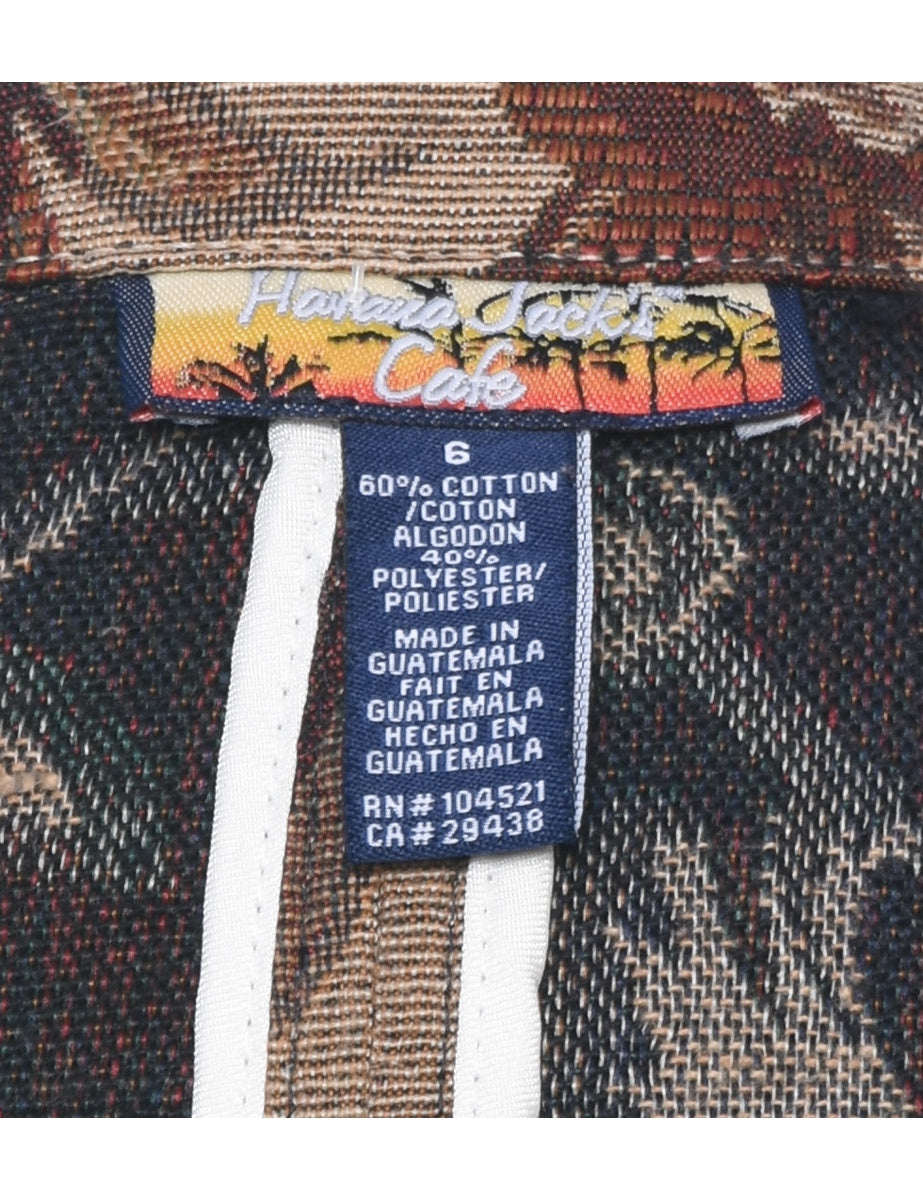 Havana Jack's
Cafe
6
60% COTTON
/COTON
ALGODON
40%
POLYESTER/
POLIESTER
MADE IN
GUATEMALA
FAIT EN
GUATEMALA
HECHO EN
GUATEMALA
RN# 104521
CA# 29438